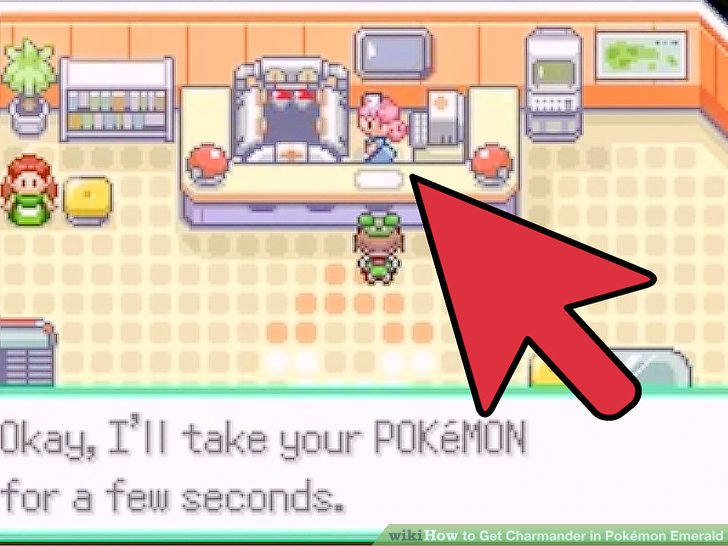 Okay, I'll take your POKéMON
for a few seconds.
wikiHow to Get Charmander in Pokémon Emerald